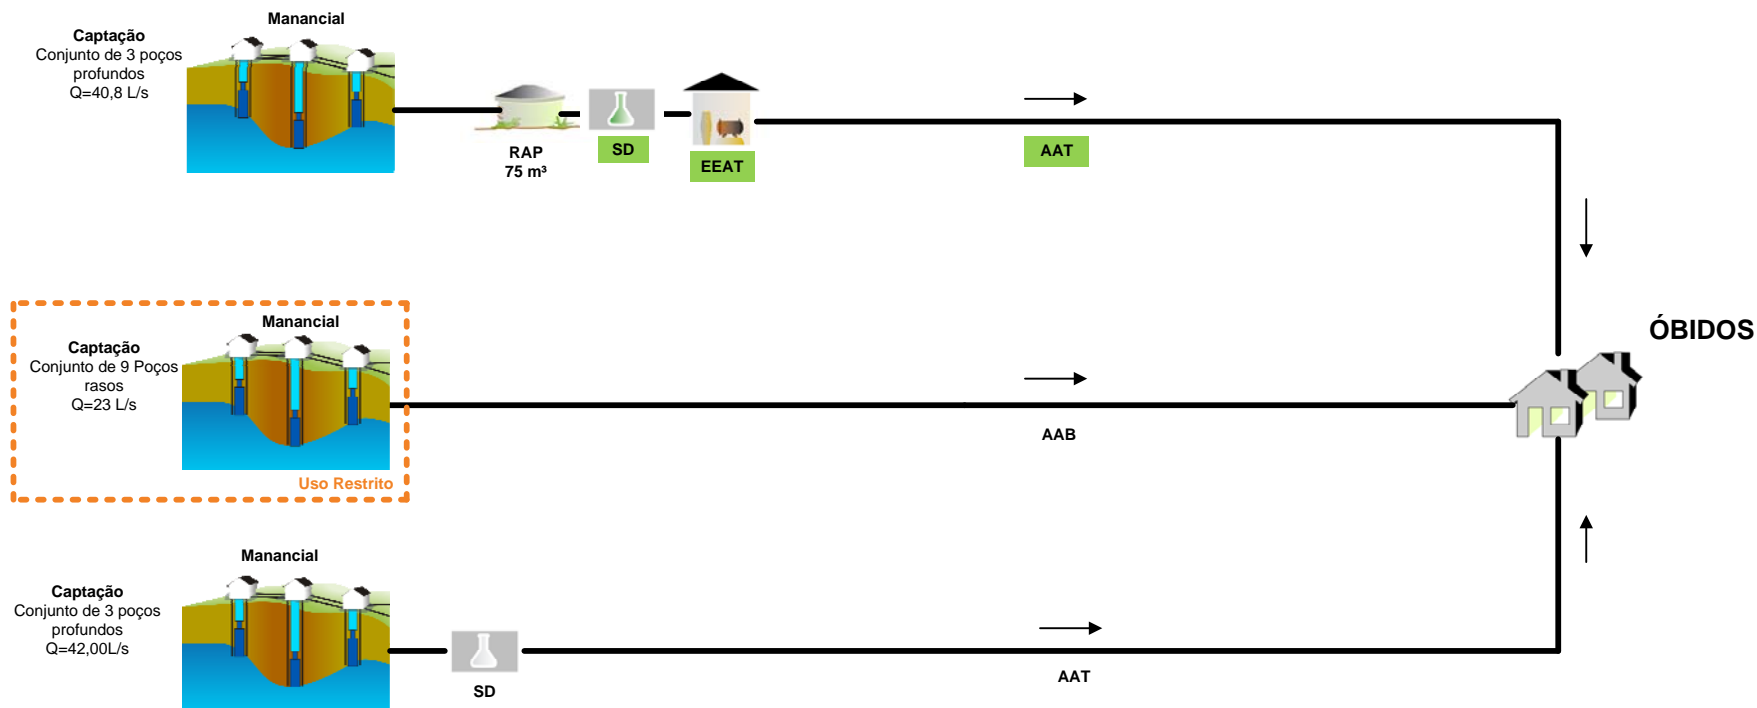 Manancial
Captação
Conjunto de 3 poços
profundos
Q=40,8 L/s
RAP
75 m³
SD
EEAT
AAT
ÓBIDOS
Manancial
Captação
Conjunto de 9 Poços
rasos
Q=23 L/s
Uso Restrito
AAB
Manancial
Captação
Conjunto de 3 poços
profundos
Q=42,00L/s
SD
AAT